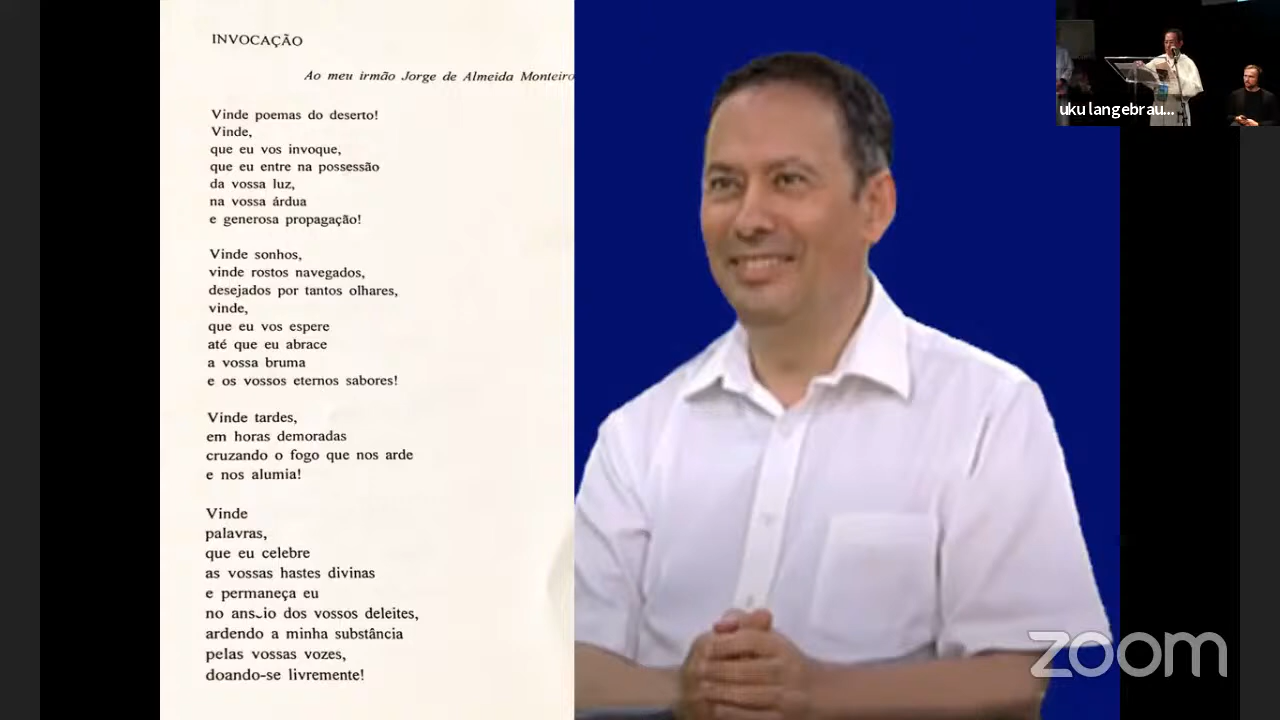 INVOCAÇÃO
Ao meu irmão Jorge de Almeida Monteiro
Vinde poemas do deserto!
Vinde,
que eu vos invoque,
que eu entre na possessão
da vossa luz,
na vossa árdua
e generosa propagação!
Vinde sonhos,
vinde rostos navegados,
desejados por tantos olhares,
vinde,
que eu vos espere
até que eu abrace
a vossa bruma
e os vossos eternos sabores!
Vinde tardes,
em horas demoradas
cruzando o fogo que nos arde
e nos alumia!
Vinde
palavras,
que eu celebre
as vossas hastes divinas
e permaneça eu
no anseio dos vossos deleites,
ardendo a minha substância
pelas vossas vozes,
doando-se livremente!
uku langebrau...
zoom